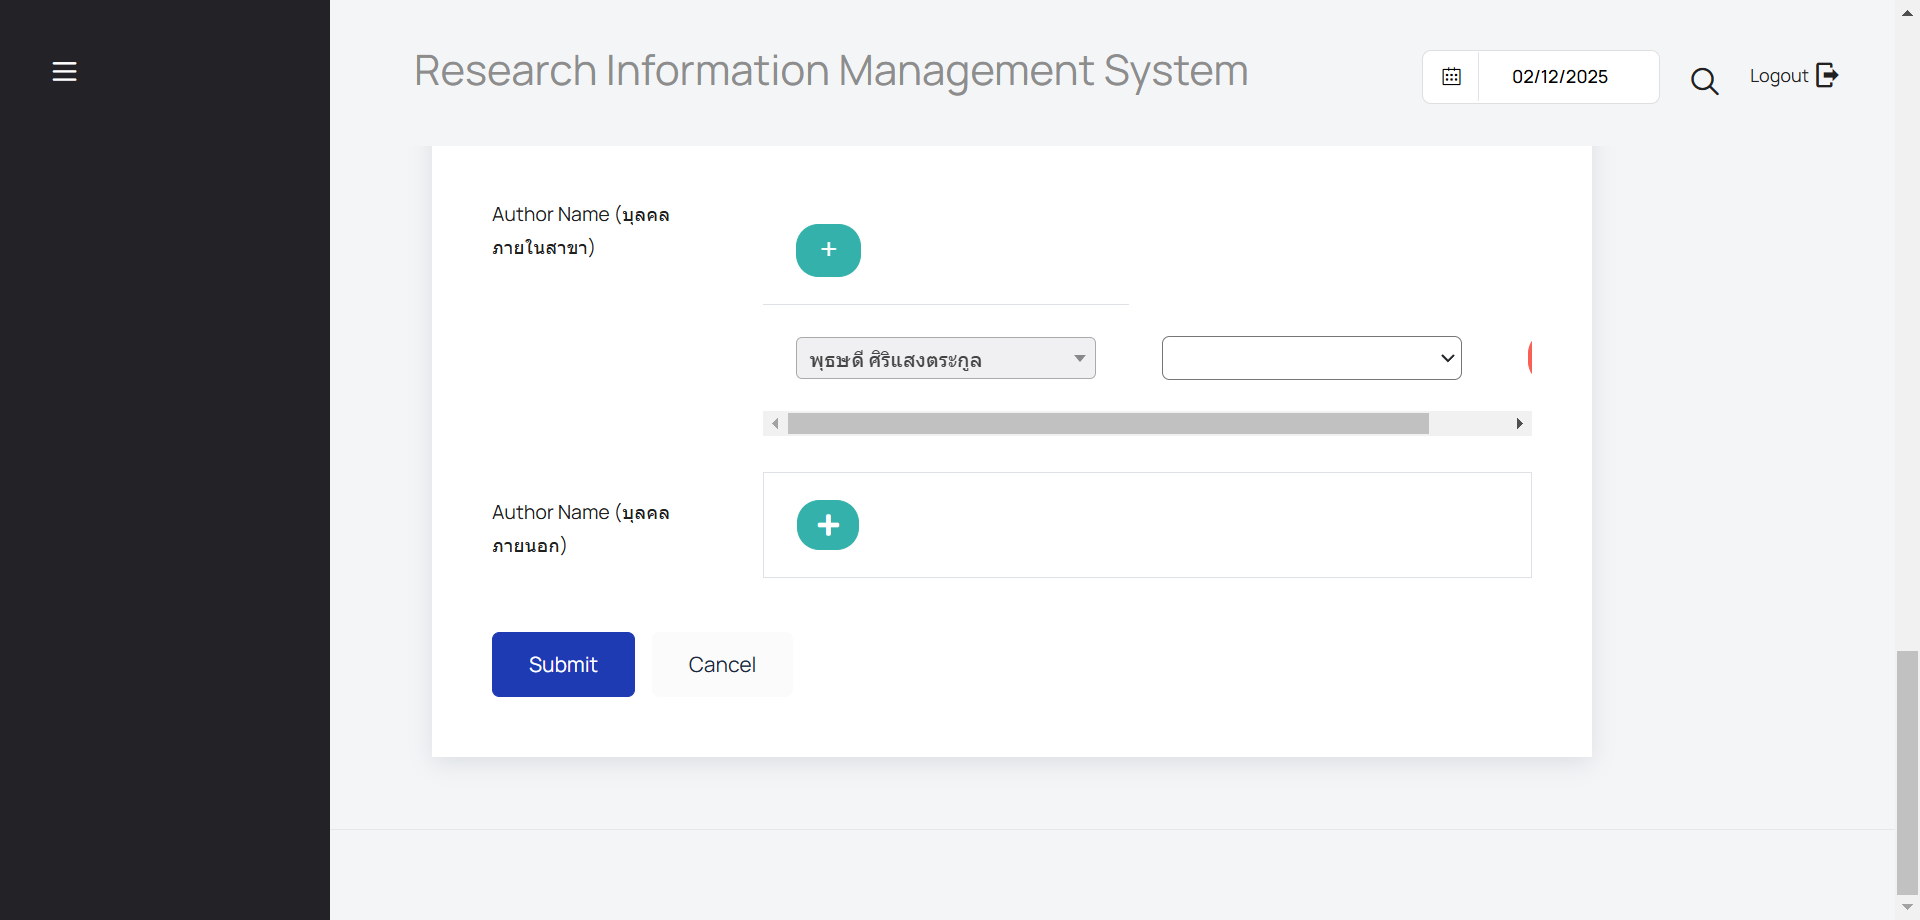 Research Information Management System
02/12/2025
Logout
Author Name (บุคคล
ภายในสาขา)
+
พุธษดี ศิริแสงตระกูล
Author Name (บุคคล
ภายนอก)
+
Submit
Cancel